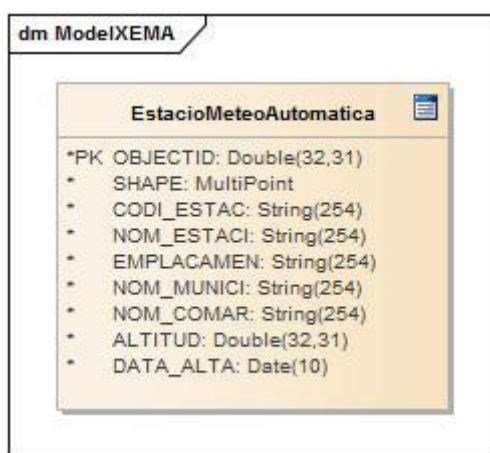 dm ModelXEMA
EstacioMeteoAutomatica
*PK OBJECTID: Double(32,31)
* SHAPE: MultiPoint
* CODI_ESTAC: String(254)
* NOM_ESTACI: String(254)
* EMPLACAMEN: String(254)
* NOM_MUNICI: String(254)
* NOM_COMAR: String(254)
* ALTITUD: Double(32,31)
* DATA_ALTA: Date(10)